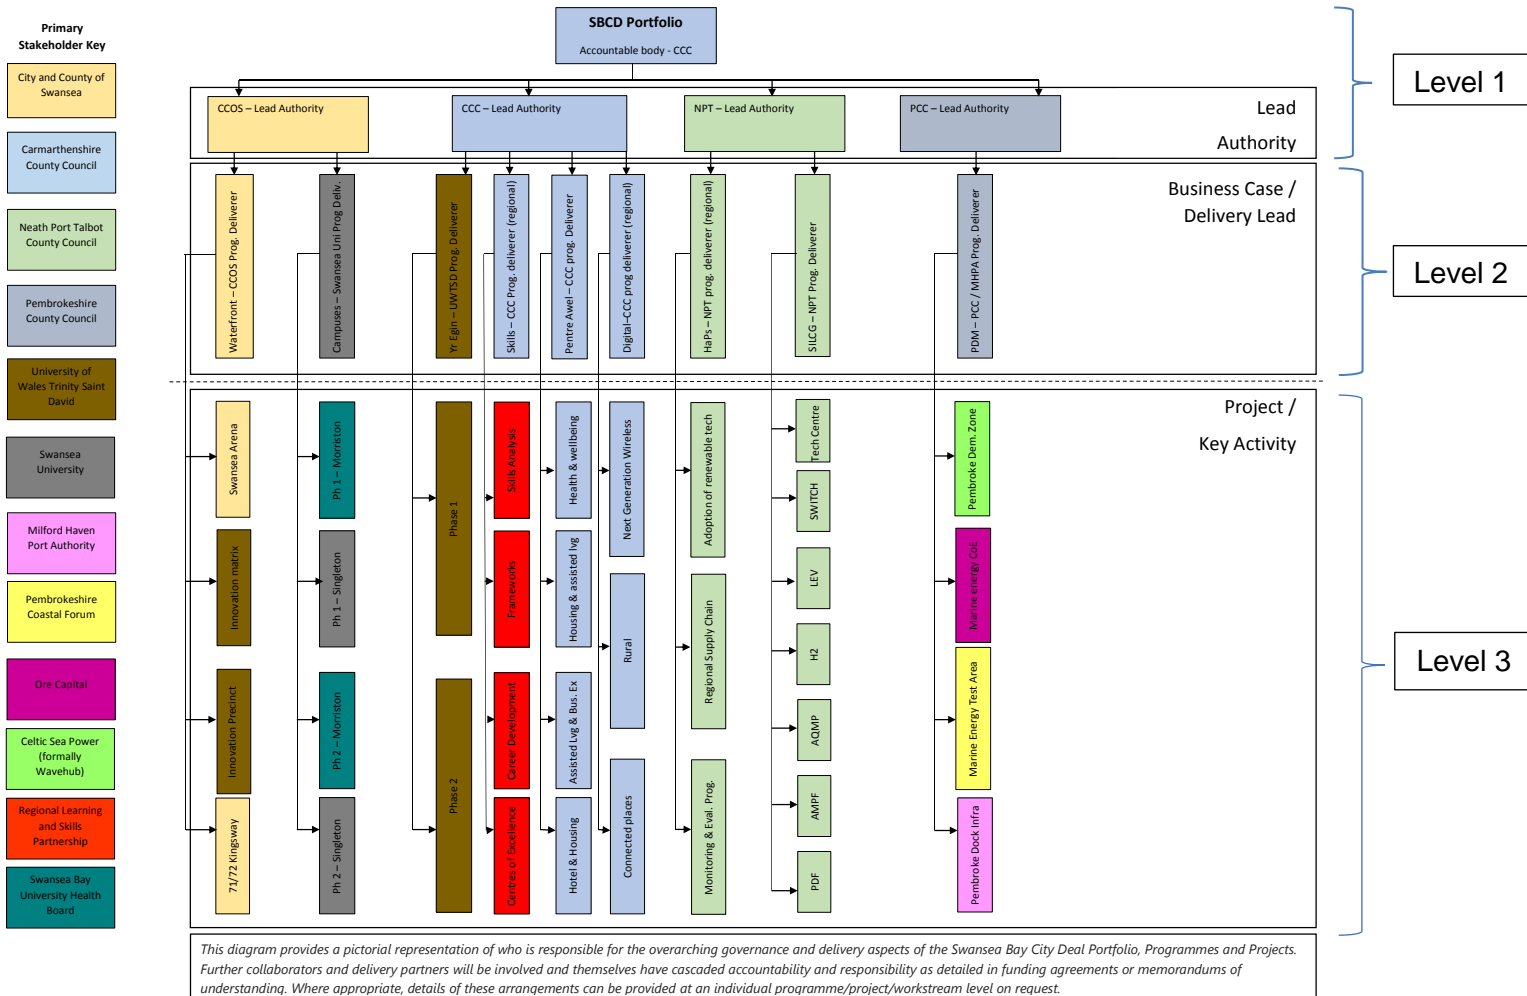 SBCD Portfolio
Accountable body - CCC
Primary
Stakeholder Key
City and County of
Swansea
Carmarthenshire
County Council
Neath Port Talbot
County Council
Pembrokeshire
County Council
University of
Wales Trinity Saint
David
Swansea
University
Milford Haven
Port Authority
Pembrokeshire
Coastal Forum
Ore Capital
Celtic Sea Power
(formally
Wavehub)
Regional Learning
and Skills
Partnership
Swansea Bay
University Health
Board
CCOS – Lead Authority
CCC – Lead Authority
NPT – Lead Authority
PCC – Lead Authority
Lead
Authority
Level 1
Waterfront – CCOS Prog. Deliverer
Campuses – Swansea Uni Prog Deliv.
Yr Egin – UWTSD Prog. Deliverer
Skills – CCC Prog. deliverer (regional)
Pentre Awel – CCC prog. Deliverer
Digital–CCC prog deliverer (regional)
HaPs – NPT prog. deliverer (regional)
SILCG – NPT Prog. Deliverer
PDM – PCC / MHPA Prog. Deliverer
Business Case /
Delivery Lead
Level 2
Project /
Key Activity
Level 3
Swansea Arena
Innovation matrix
Innovation Precinct
71/72 Kingsway
Ph 1 – Morriston
Ph 1 – Singleton
Ph 2 – Morriston
Ph 2 – Singleton
Phase 1
Phase 2
Skills Analysis
Frameworks
Career Development
Centres of Excellence
Health & wellbeing
Housing & assisted lvg
Assisted Lvg & Bus. Ex
Hotel & Housing
Next Generation Wireless
Rural
Connected places
Adoption of renewable tech
Regional Supply Chain
Monitoring & Eval. Prog.
Tech Centre
SWITCH
LEV
H2
AQMP
AMPF
PDF
Pembroke Dem. Zone
Marine energy CoE
Marine Energy Test Area
Pembroke Dock Infra
This diagram provides a pictorial representation of who is responsible for the overarching governance and delivery aspects of the Swansea Bay City Deal Portfolio, Programmes and Projects.
Further collaborators and delivery partners will be involved and themselves have cascaded accountability and responsibility as detailed in funding agreements or memorandums of
understanding. Where appropriate, details of these arrangements can be provided at an individual programme/project/workstream level on request.